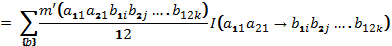 = ∑_{{b}} \frac{m'(a_{11}a_{21}b_{1i}b_{2j} .... b_{12k})}{12} I(a_{11}a_{21} → b_{1i}b_{2j} .... b_{12k})